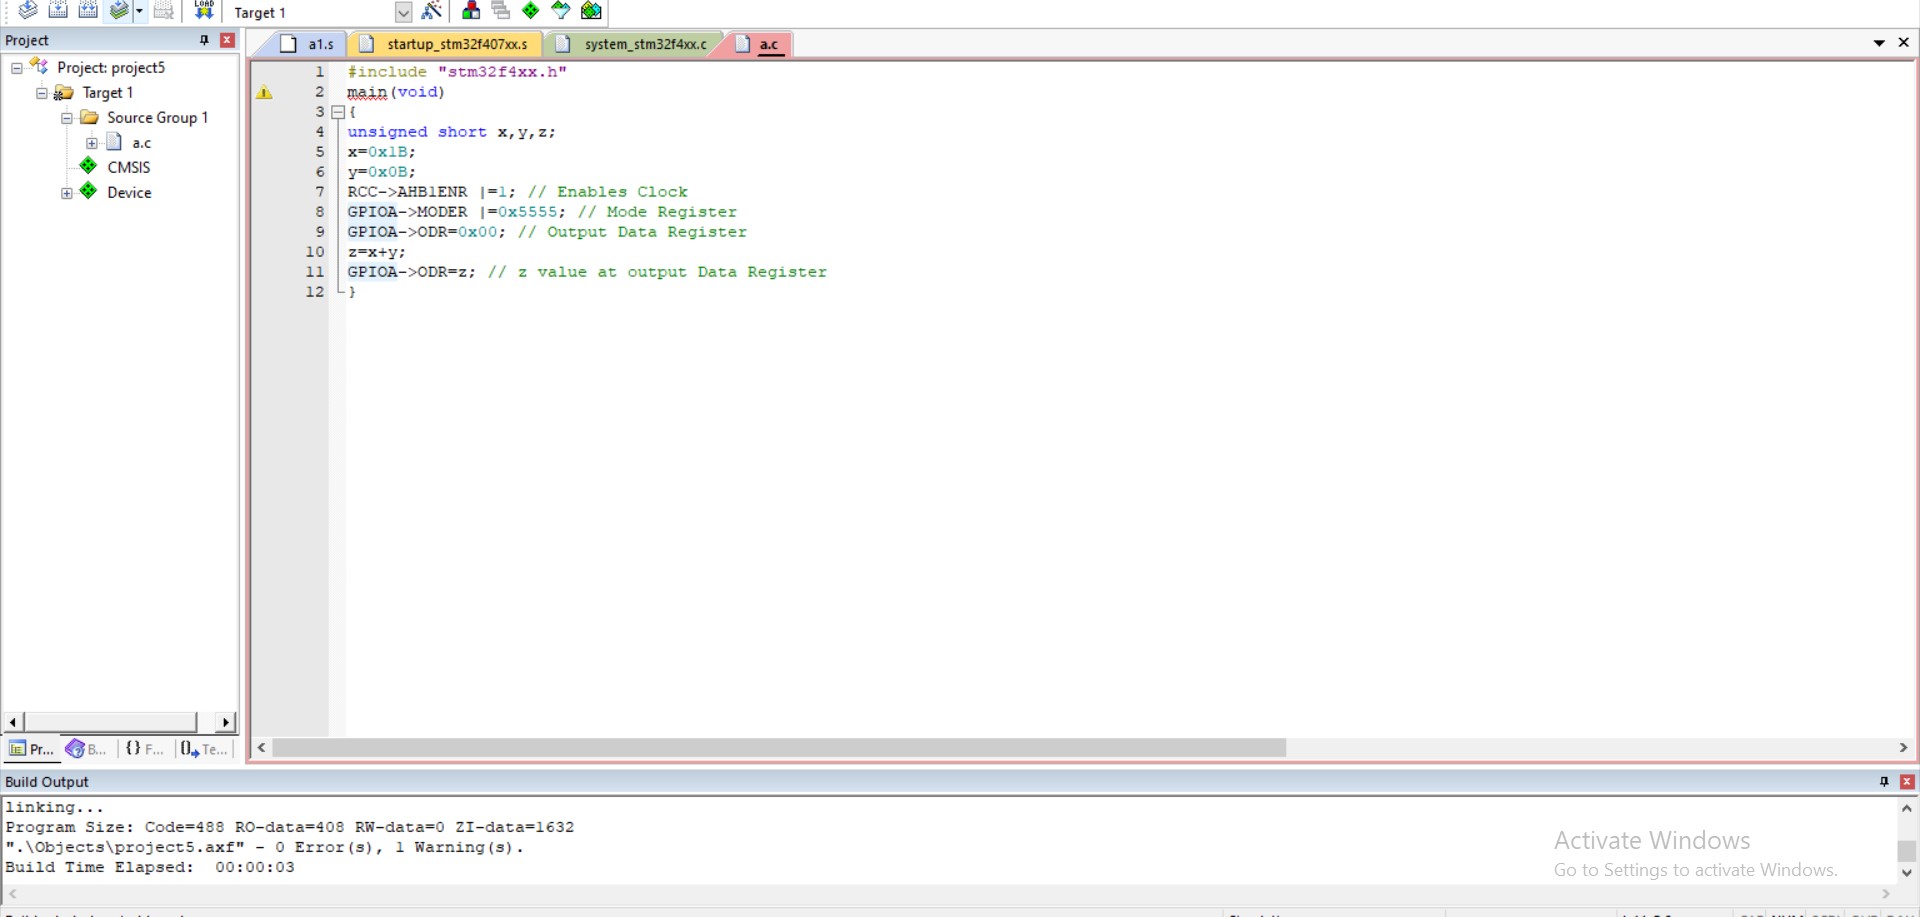 LOAD
Target 1
Project
Project: project5
Target 1
Source Group 1
a.c
CMSIS
Device
Pr...
B...
{} F...
Te...
a1.s
startup_stm32f407xx.s
system_stm32f4xx.c
a.c
1 #include "stm32f4xx.h"
2 main(void)
3 {
4 unsigned short x,y,z;
5 x=0x1B;
6 y=0x0B;
7 RCC->AHB1ENR |=1; // Enables Clock
8 GPIOA->MODER |=0x5555; // Mode Register
9 GPIOA->ODR=0x00; // Output Data Register
10 z=x+y;
11 GPIOA->ODR=z; // z value at output Data Register
12 }
Build Output
linking...
Program Size: Code=488 RO-data=408 RW-data=0 ZI-data=1632
".\Objects\project5.axf" - 0 Error(s), 1 Warning(s).
Build Time Elapsed:  00:00:03
Activate Windows
Go to Settings to activate Windows.